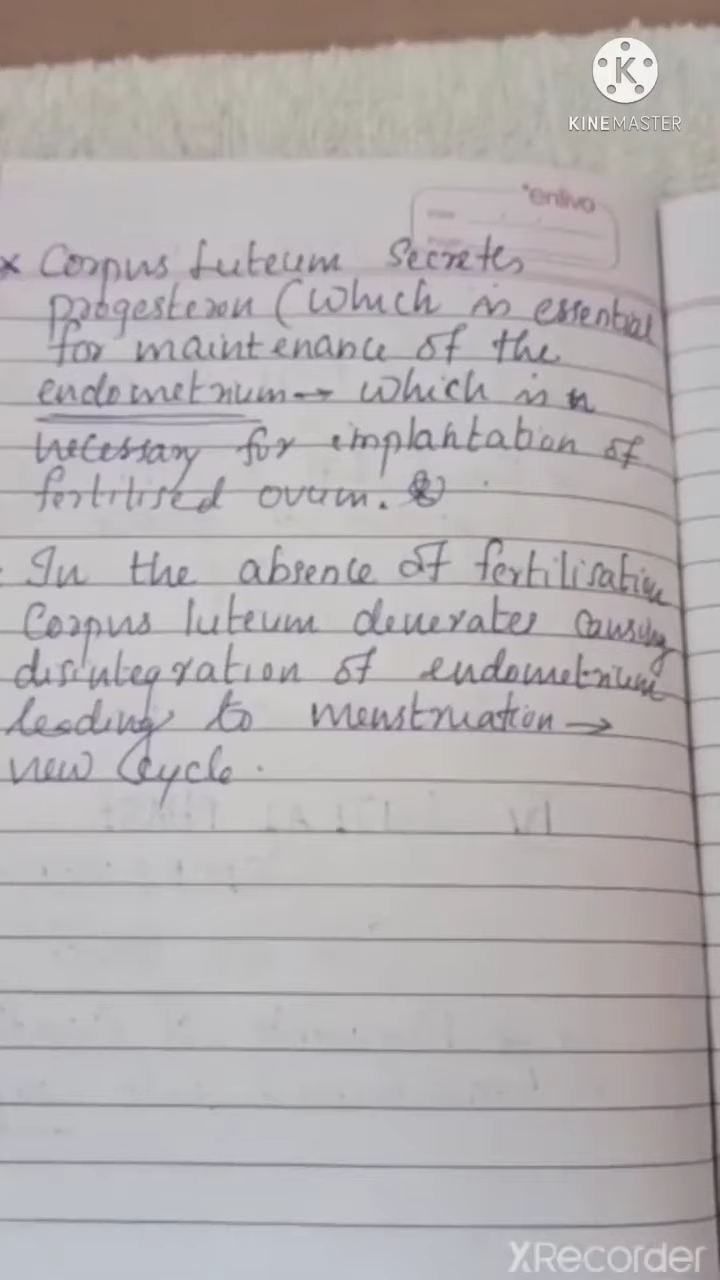 KINEMASTER
enlivo
× Corpus luteum secretes
progesteron (which is essential
for maintenance of the
endometrium → which is n
necessary for implantation of
fertilised ovum.
In the absence of fertilisation
Corpus luteum denerates causing
disintegration of endometrium
leading to menstruation →
new Cycle.
XRecorder